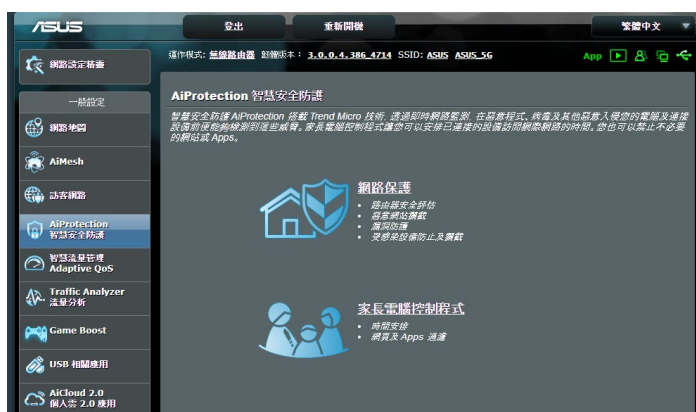 ASUS
登出
重新開機
繁體中文
網路設定精靈
運作模式: 無線路由器 韌體版本: 3.0.0.4.386_4714 SSID: ASUS ASUS_5G
App
一般設定
網路地圖
AiMesh
訪客網路
AiProtection
智慧安全防護
智慧流量管理
Adaptive QoS
Traffic Analyzer
流量分析
Game Boost
USB 相關應用
AiCloud 2.0
個人雲 2.0 應用
AiProtection 智慧安全防護
智慧安全防護 AiProtection 搭載 Trend Micro 技術, 透過即時網路監測, 在惡意程式、病毒及其他惡意入侵您的電腦及連接
設備前便能夠檢測到這些威脅。家長電腦控制程式讓您可以安排已連接的設備訪問網際網路的時間。您也可以禁止不必要
的網站或 Apps。
網路保護
• 路由器安全評估
• 惡意網站攔截
• 漏洞防護
• 受感染設備防止及攔截
家長電腦控制程式
• 時間安排
• 網頁及 Apps 過濾